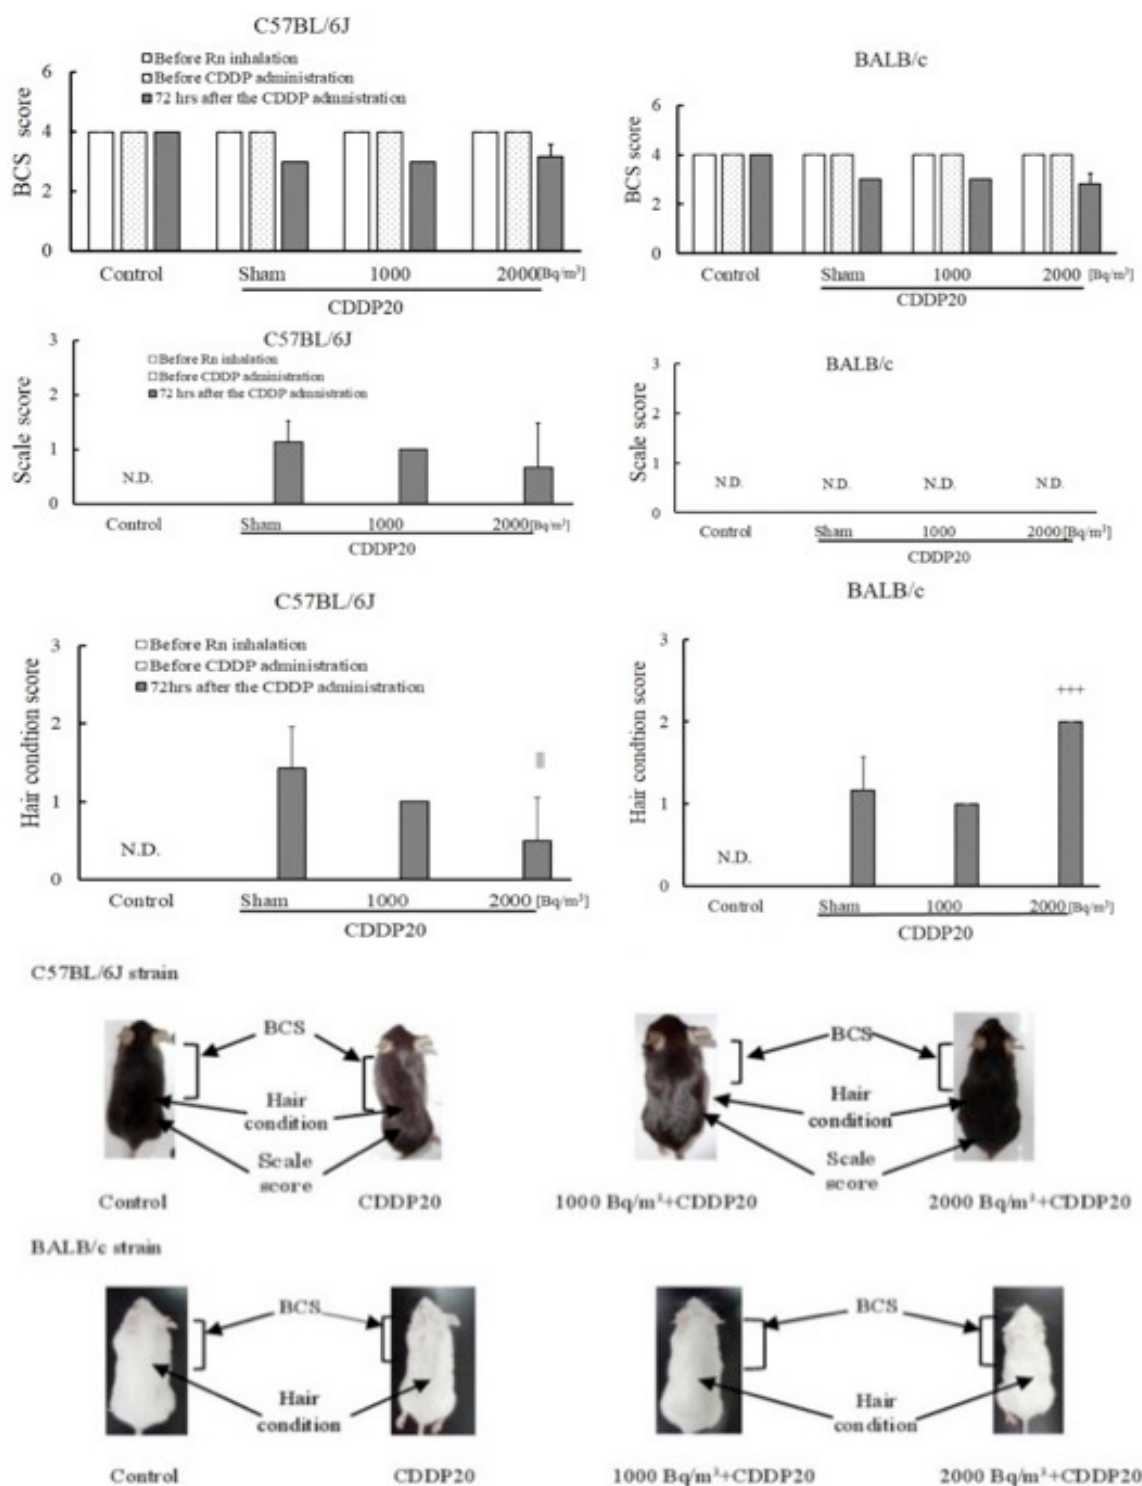 C57BL/6J
Before Rn inhalation
Before CDDP administration
72 hrs after the CDDP admnistration
BCS score
6
4
2
0
Control Sham 1000 2000[Bq/m³]
CDDP20
BALB/c
BCS score
6
4
2
0
Control Sham 1000 2000 [Bq/m³]
CDDP20
C57BL/6J
Before Rn inhalation
Before CDDP administration
72 hrs after the CDDP admnistration
Scale score
3
2
1
0
N.D.
Control Sham 1000 2000[Bq/m³]
CDDP20
BALB/c
Scale score
3
2
1
0
N.D. N.D. N.D. N.D.
Control Sham 1000 2000[Bq/m³]
CDDP20
C57BL/6J
Before Rn inhalation
Before CDDP administration
72hrs after the CDDP administration
Hair condtion score
3
2
1
0
N.D.
Control Sham 1000 2000 [Bq/m³]
CDDP20
BALB/c
Hair condtion score
3
2
1
0
N.D.
+++
Control Sham 1000 2000 [Bq/m³]
CDDP20
C57BL/6J strain
BCS
Hair
condition
Scale
score
Control CDDP20
BCS
Hair
condition
Scale
score
1000 Bq/m³+CDDP20 2000 Bq/m³+CDDP20
BALB/c strain
BCS
Hair
condition
Control CDDP20
BCS
Hair
condition
1000 Bq/m³+CDDP20 2000 Bq/m³+CDDP20